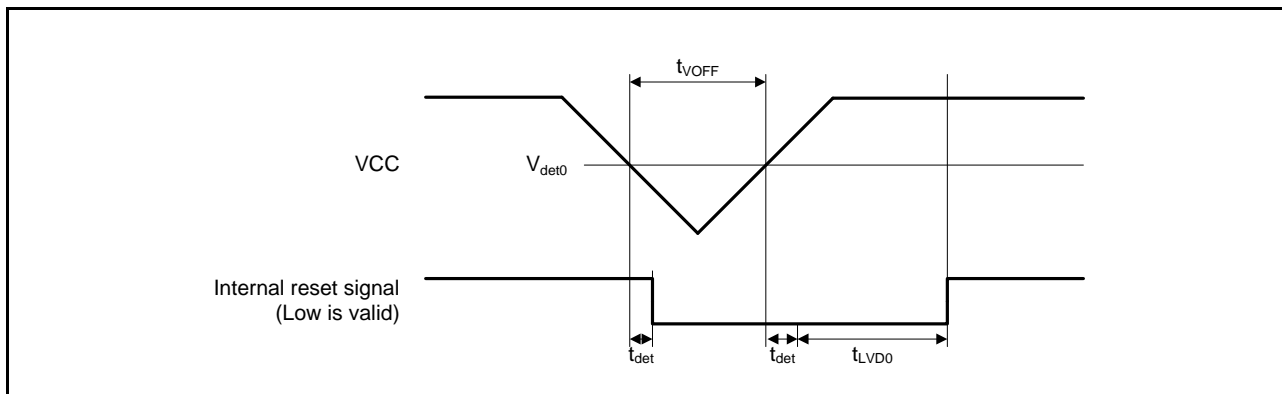 tVOFF
VCC
Vdet0
Internal reset signal
(Low is valid)
tdet
tdet
tLVD0